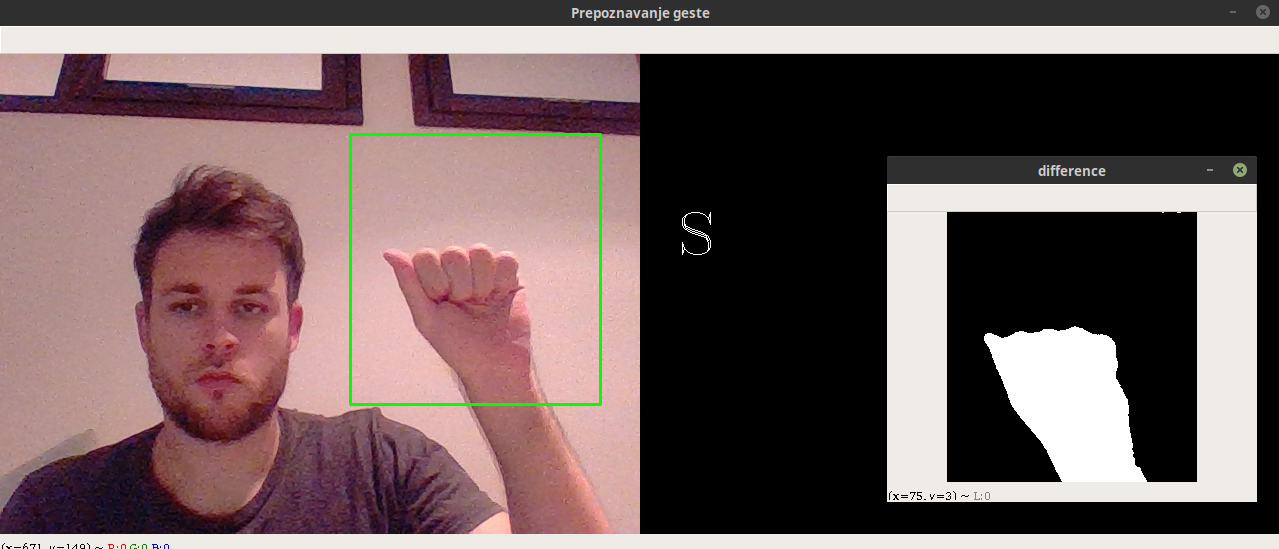 Prepoznavanje geste
difference
S
(x=75, y=3) ~ L:0
(x=671, y=149) ~ R:0 G:0 B:0